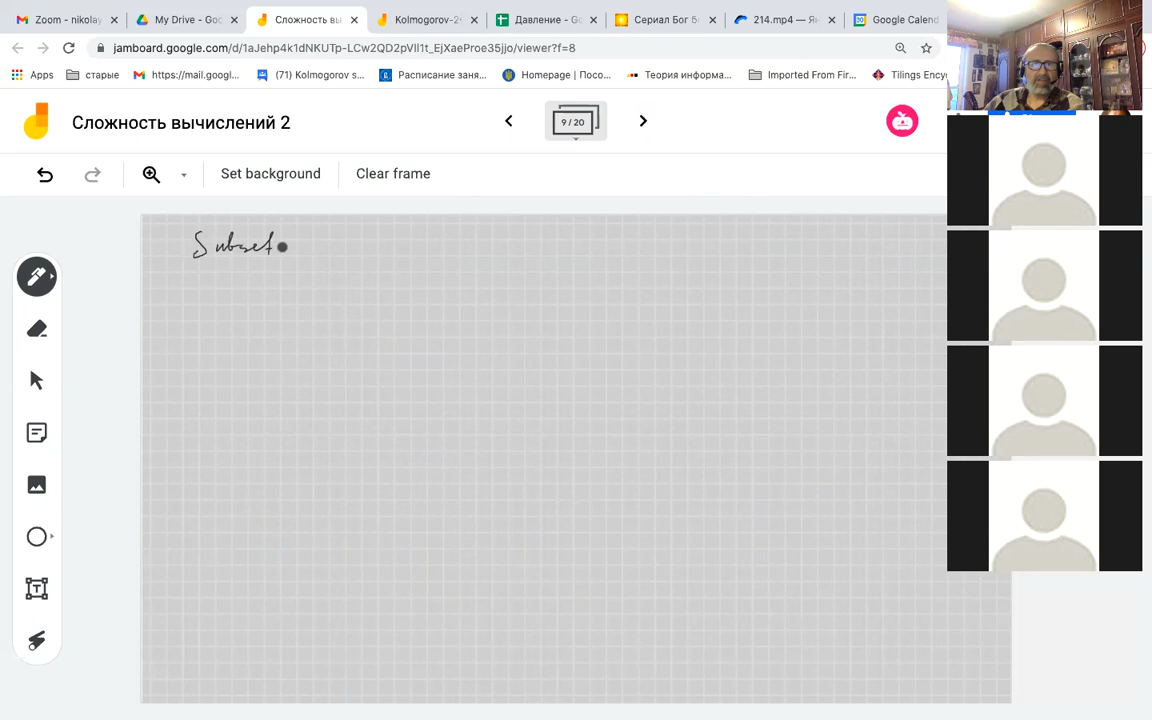 Zoom - nikolay
My Drive - Goo
Сложность вы
Kolmogorov-2
Давление - Go
Сериал Бог б
214.mp4 — Ян
Google Calend
jamboard.google.com/d/1aJehp4k1dNKUTp-LCw2QD2pVIl1t_EjXaeProe35jjo/viewer?f=8
Apps
старые
https://mail.googl...
(71) Kolmogorov s...
Расписание заня...
Homepage | Посо...
Теория информа...
Imported From Fir...
Tilings Ency
Сложность вычислений 2
9 / 20
Set background
Clear frame
Subset